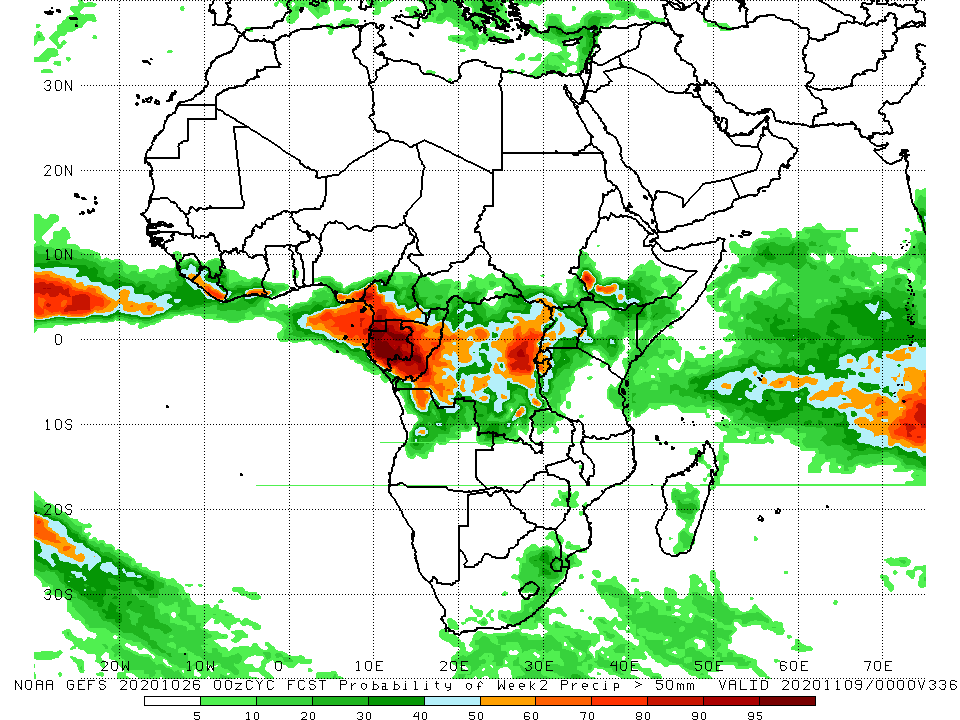 30N
20N
10N
0
10S
20S
30S
20W 10W 0 10E 20E 30E 40E 50E 60E 70E
NOAA GEFS 20201026 00zCYC FCST Probability of Week2 Precip > 50mm VALID 20201109/0000V336
5 10 20 30 40 50 60 70 80 90 95